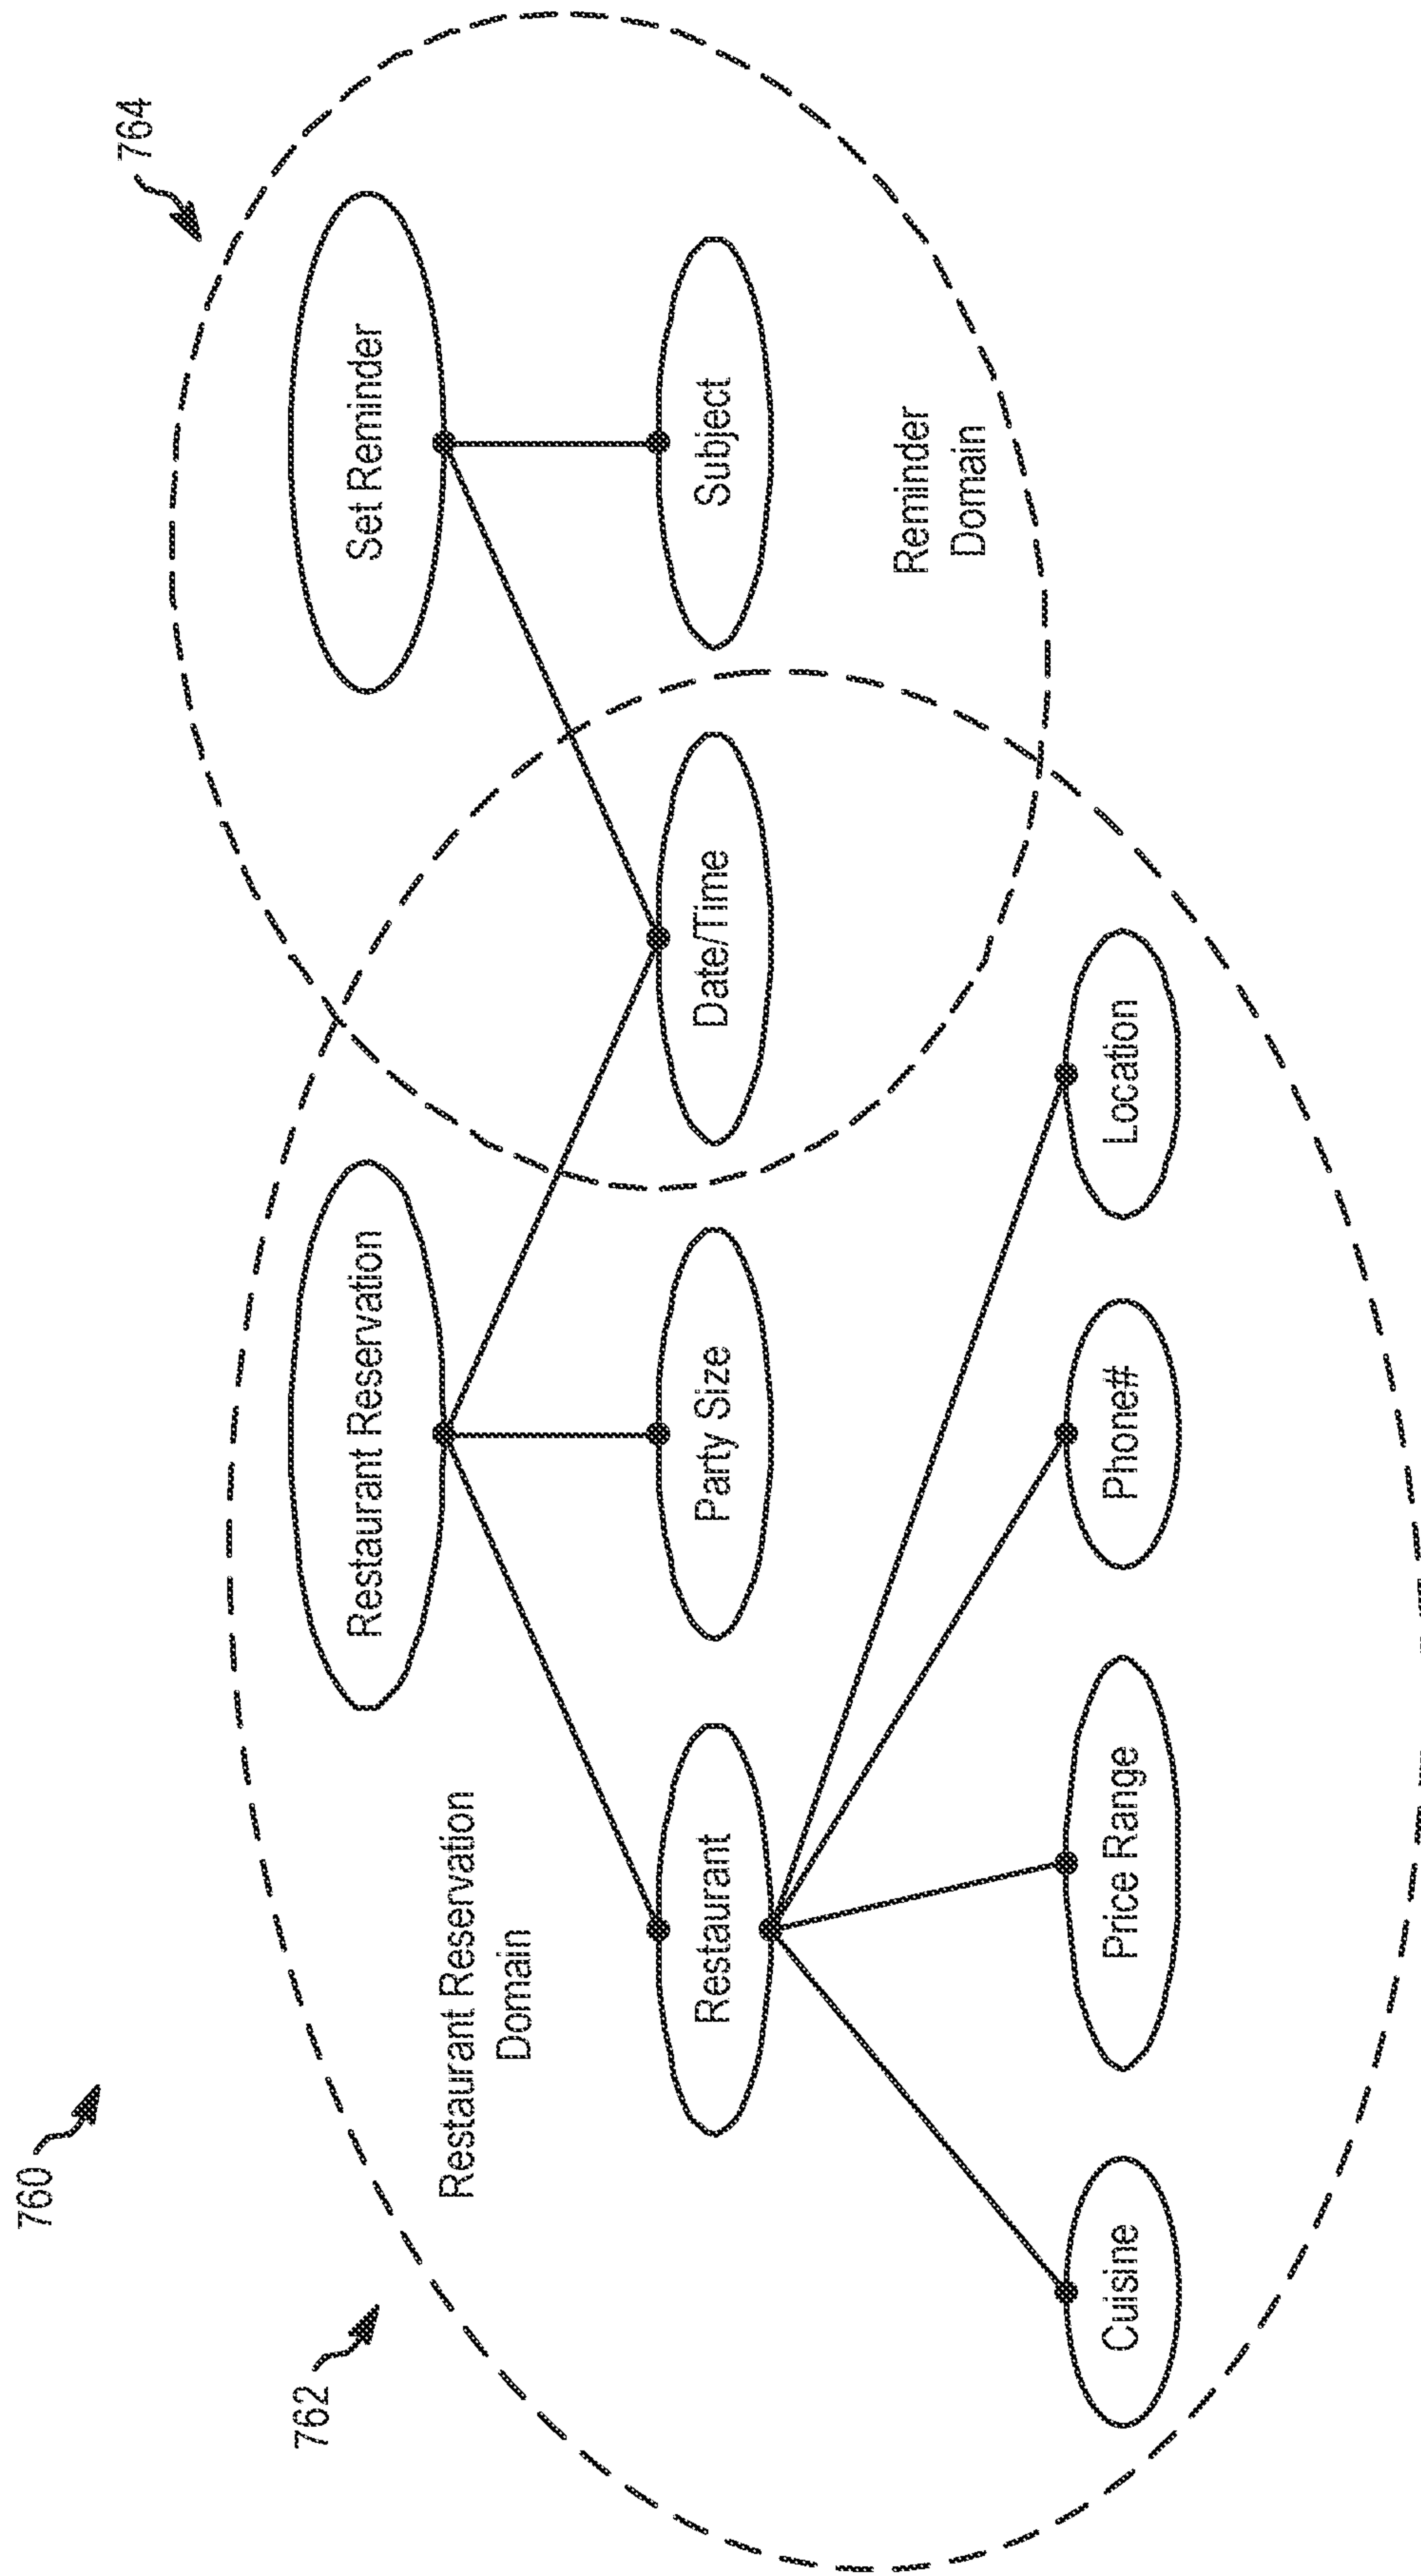 760
762
764
Restaurant Reservation
Set Reminder
Restaurant Reservation
Domain
Restaurant
Party Size
Date/Time
Subject
Reminder
Domain
Cuisine
Price Range
Phone#
Location